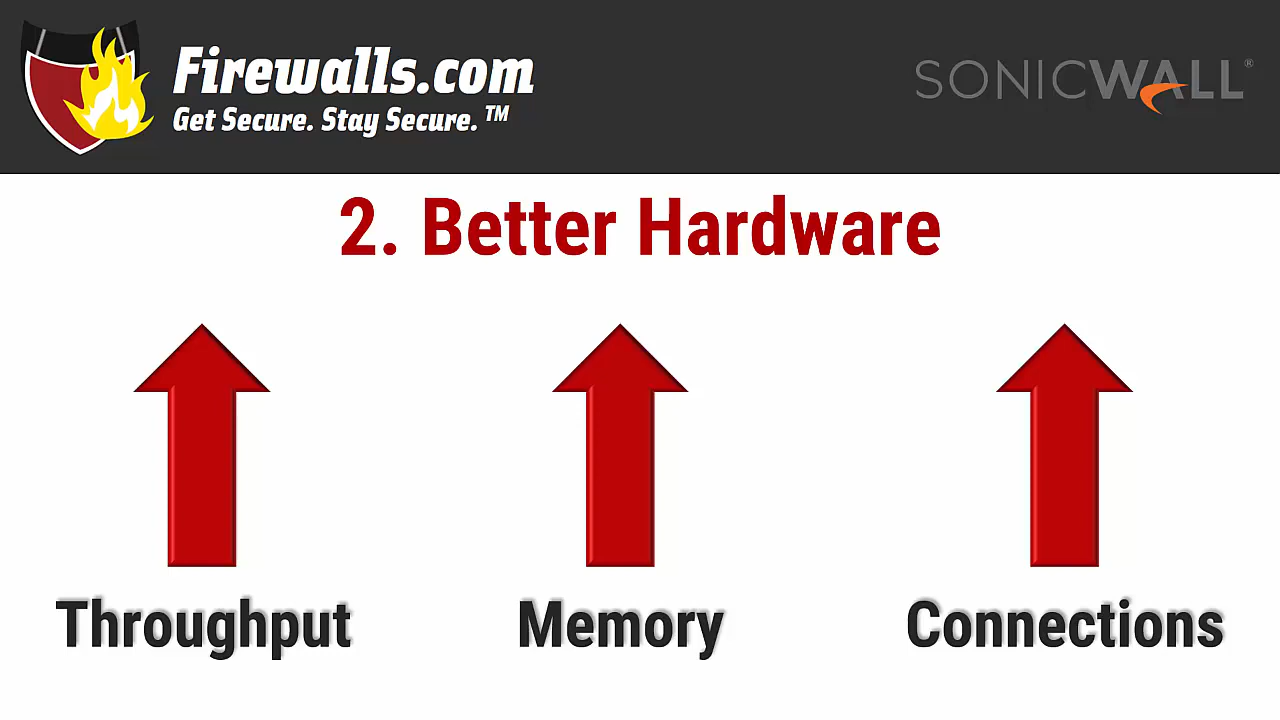 Firewalls.com
Get Secure. Stay Secure.™
SONICWALL®
2. Better Hardware
Throughput
Memory
Connections